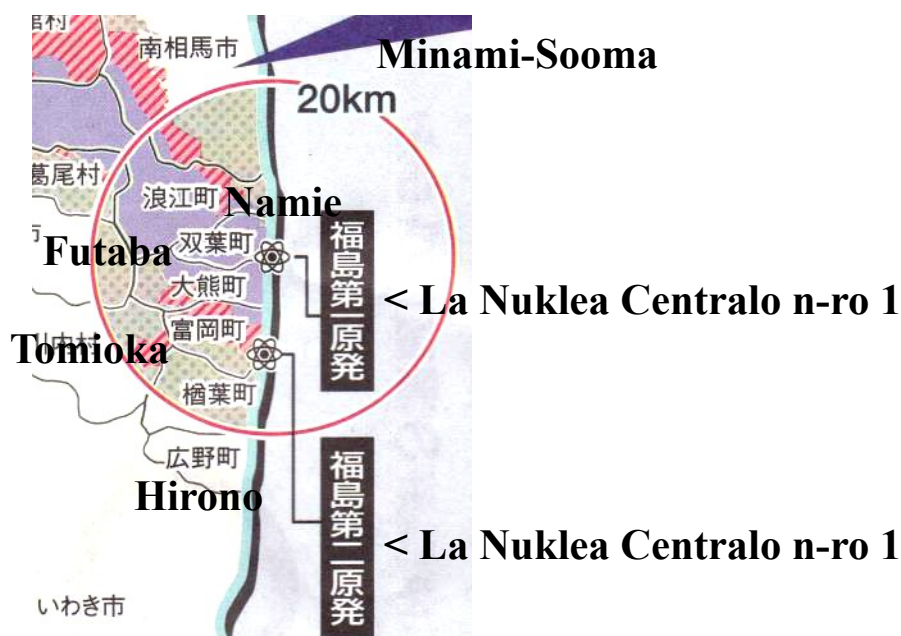 南相馬市
Minami-Sooma
20km
葛尾村
浪江町
Namie
Futaba
双葉町
大熊町
福島第一原発
< La Nuklea Centralo n-ro 1
富岡町
Tomioka
楢葉町
広野町
Hirono
福島第二原発
< La Nuklea Centralo n-ro 1
いわき市